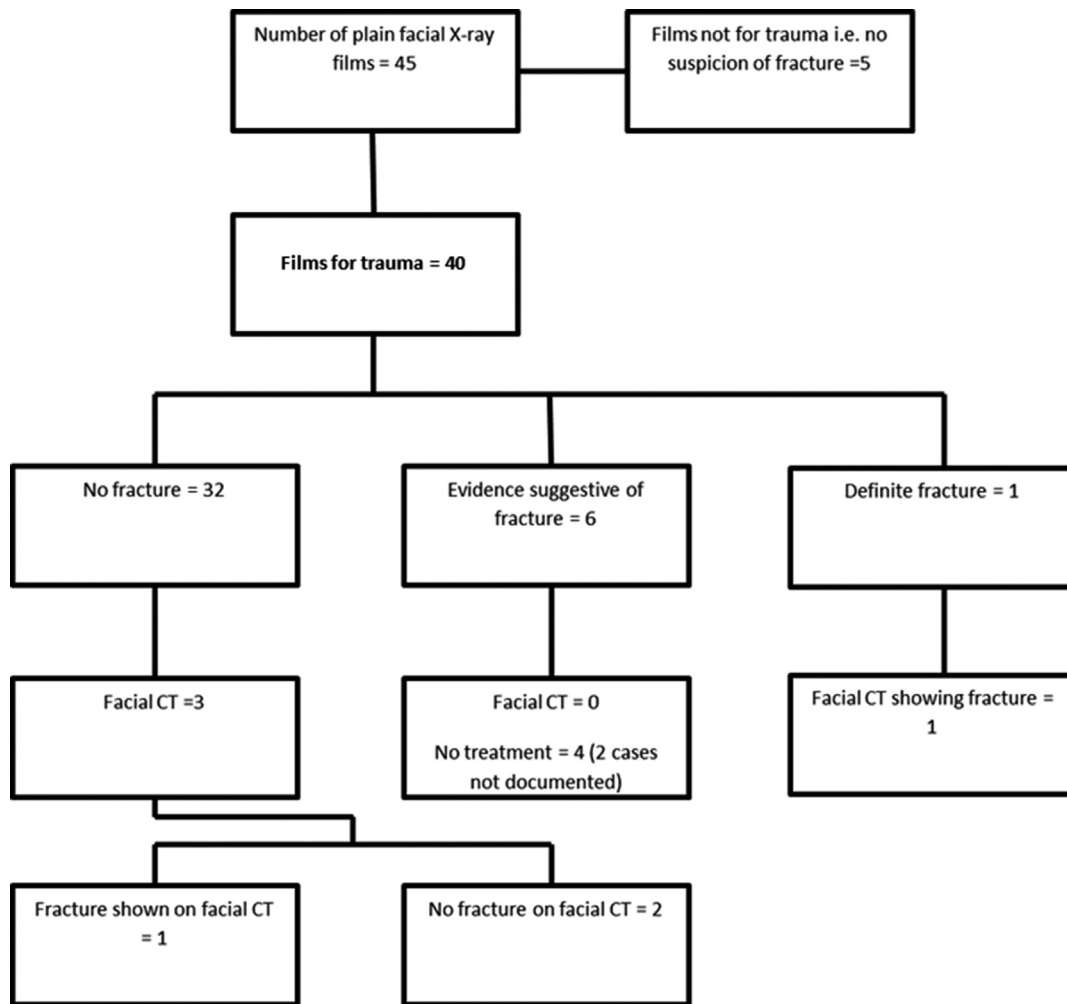 Number of plain facial X-ray
films = 45
Films not for trauma i.e. no
suspicion of fracture =5
Films for trauma = 40
No fracture = 32
Evidence suggestive of
fracture = 6
Definite fracture = 1
Facial CT =3
Facial CT = 0
No treatment = 4 (2 cases
not documented)
Facial CT showing fracture =
1
Fracture shown on facial CT
= 1
No fracture on facial CT = 2